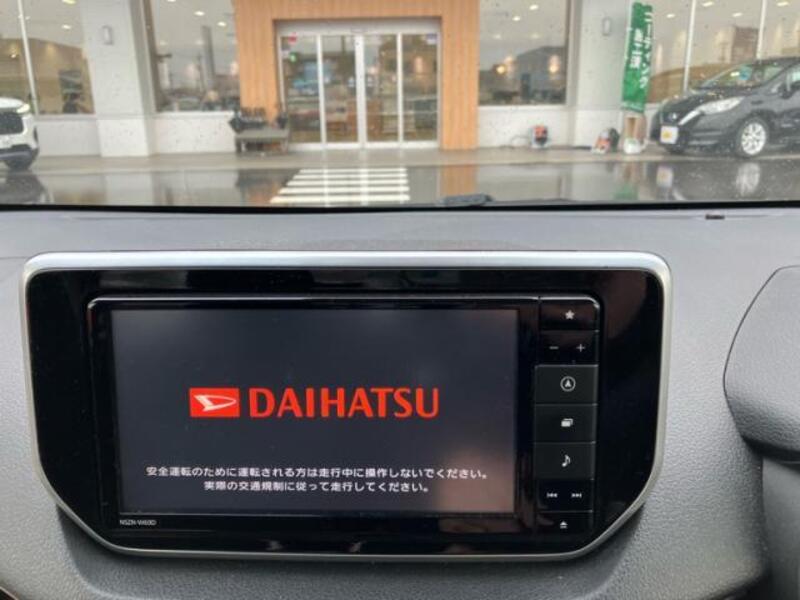 DAIHATSU
安全運転のために運転される方は走行中に操作しないでください。
実際の交通規制に従って走行してください。
NSZN-W69D